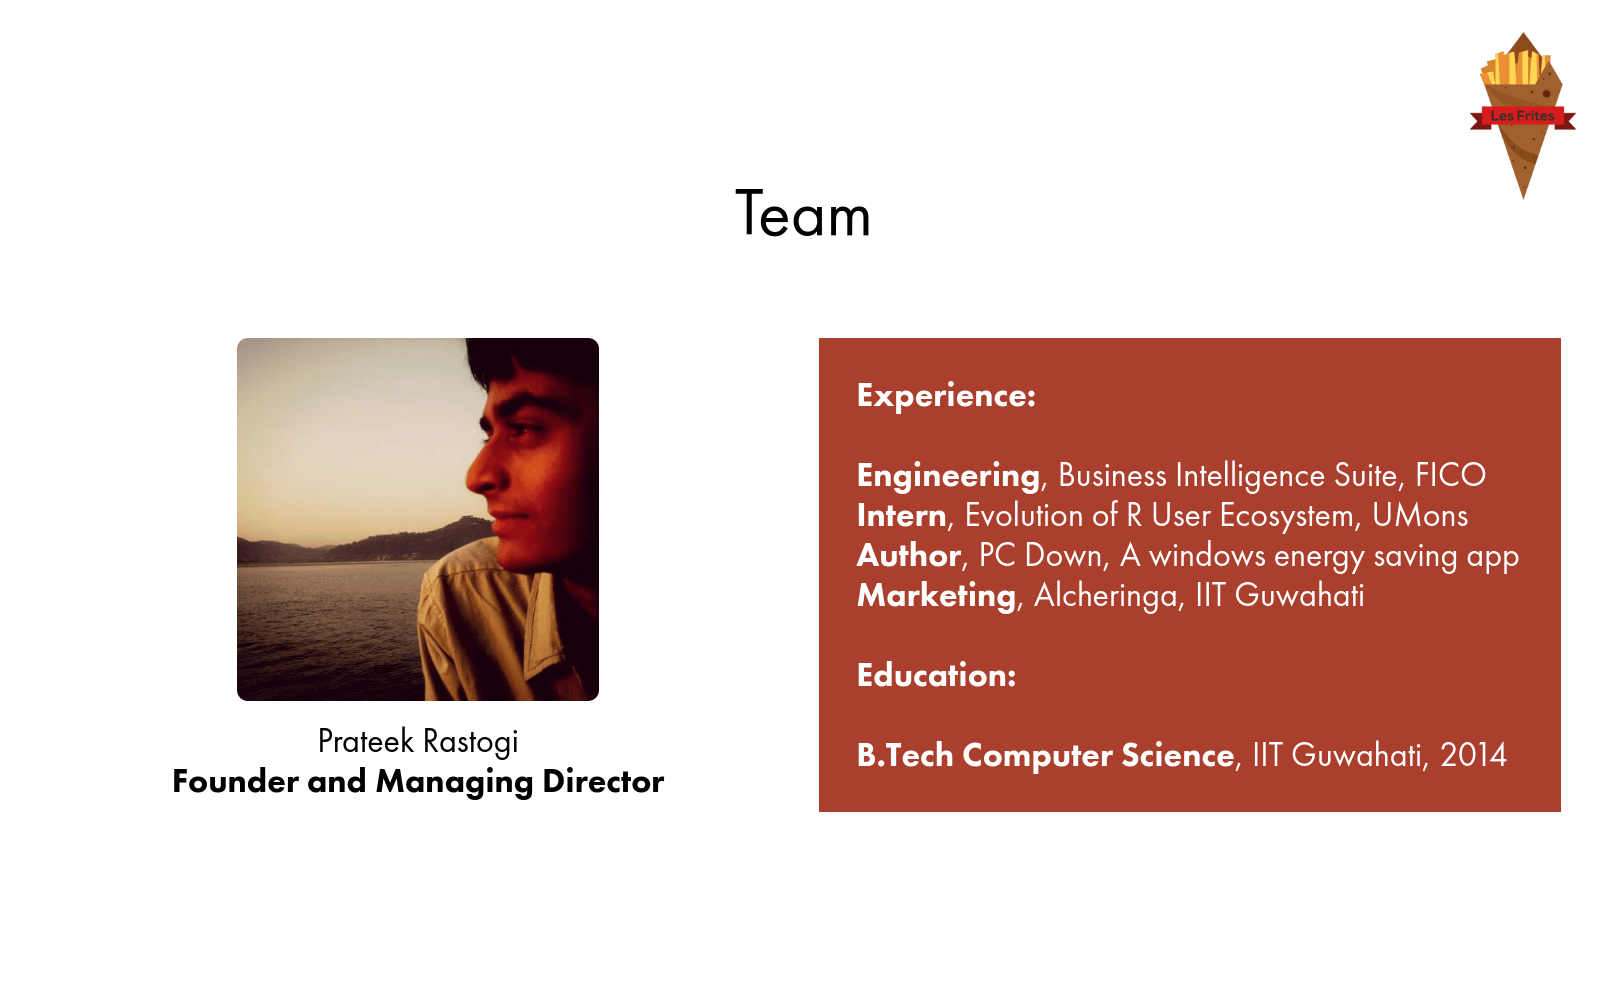 Les Frites
Team
Prateek Rastogi
Founder and Managing Director
Experience:
Engineering, Business Intelligence Suite, FICO
Intern, Evolution of R User Ecosystem, UMons
Author, PC Down, A windows energy saving app
Marketing, Alcheringa, IIT Guwahati
Education:
B.Tech Computer Science, IIT Guwahati, 2014